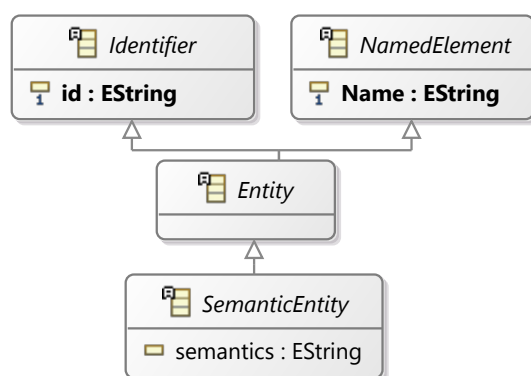 Identifier
id : EString
NamedElement
Name : EString
Entity
SemanticEntity
semantics : EString